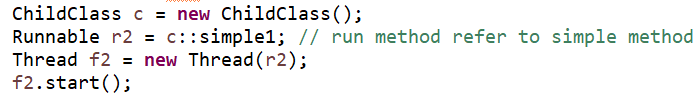 ChildClass c = new ChildClass();
Runnable r2 = c::simple1; // run method refer to simple method
Thread f2 = new Thread(r2);
f2.start();